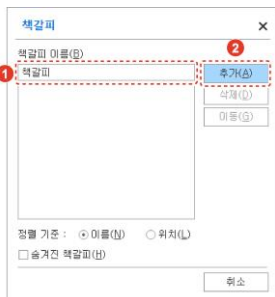 책갈피
책갈피 이름(B)
2
1 책갈피 추가(A)
삭제(D)
이동(G)
정렬 기준 : 이름(N) 위치(L)
숨겨진 책갈피(H)
취소